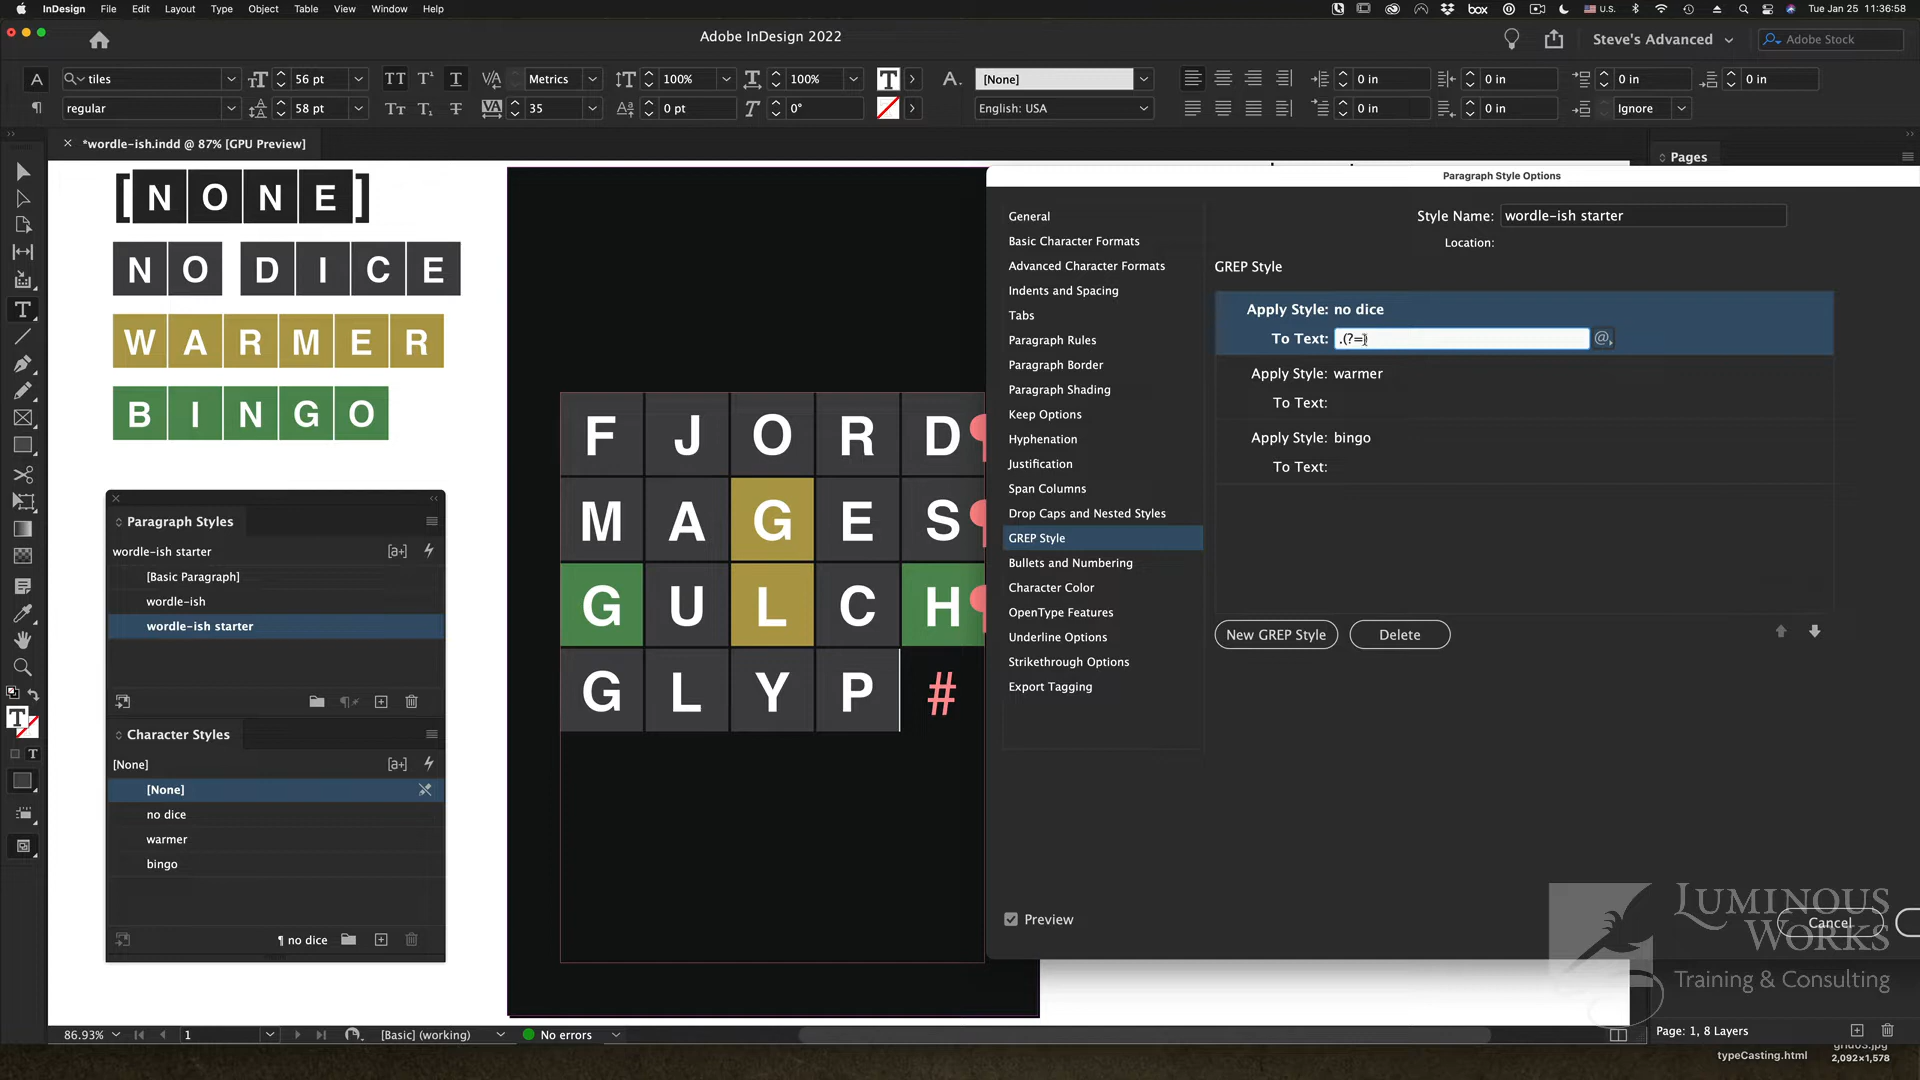 InDesign File Edit Layout Type Object Table View Window Help
box U.S. Tue Jan 25 11:36:58
Adobe InDesign 2022
Steve's Advanced
Adobe Stock
A tiles 56 pt TT T¹ T Metrics 100% 100% T [None] 0 in 0 in 0 in 0 in
¶ regular 58 pt Tт T₁ T 35 0 pt 0° English: USA 0 in 0 in Ignore
*wordle-ish.indd @ 87% [GPU Preview]
Pages
[NONE]
NO DICE
WARMER
BINGO
Paragraph Styles
wordle-ish starter
[Basic Paragraph]
wordle-ish
wordle-ish starter
Character Styles
[None]
[None]
no dice
warmer
bingo
¶ no dice
FJORD¶
MAGES¶
GULCH¶
GLYP#
Paragraph Style Options
General
Basic Character Formats
Advanced Character Formats
Indents and Spacing
Tabs
Paragraph Rules
Paragraph Border
Paragraph Shading
Keep Options
Hyphenation
Justification
Span Columns
Drop Caps and Nested Styles
GREP Style
Bullets and Numbering
Character Color
OpenType Features
Underline Options
Strikethrough Options
Export Tagging
Style Name: wordle-ish starter
Location:
GREP Style
Apply Style: no dice
To Text: .(?=)
Apply Style: warmer
To Text:
Apply Style: bingo
To Text:
New GREP Style Delete
Preview
Cancel
LUMINOUS
WORKS
Training & Consulting
86.93% 1 [Basic] (working) No errors
Page: 1, 8 Layers
typeCasting.html
2,092×1,578